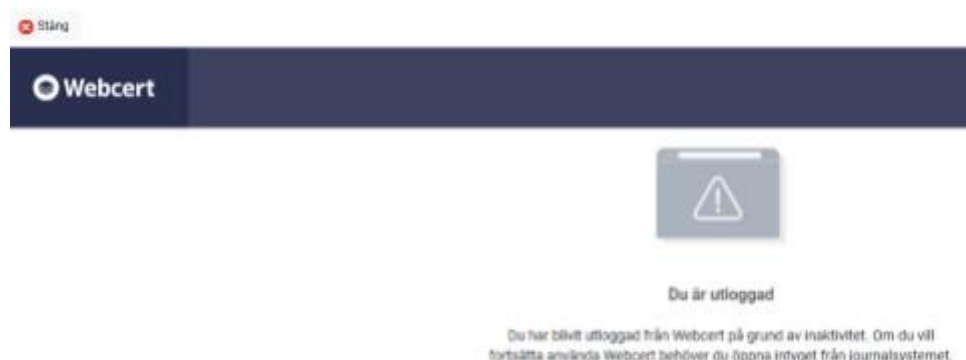 Stäng
Webcert
Du är utloggad
Du har blivit utloggad från Webcert på grund av inaktivitet. Om du vill
fortsätta använda Webcert behöver du öppna intyget från journalsystemet.